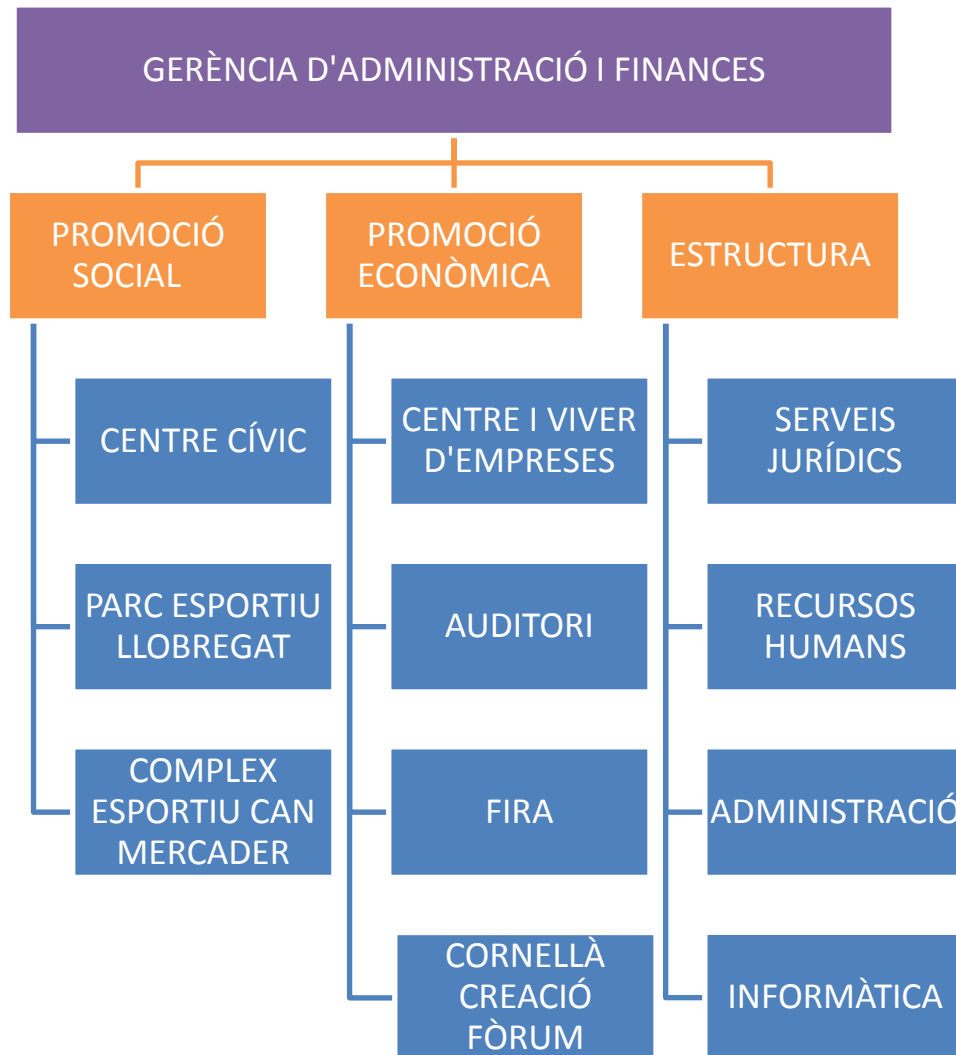 GERÈNCIA D'ADMINISTRACIÓ I FINANCES
PROMOCIÓ
SOCIAL
PROMOCIÓ
ECONÒMICA
ESTRUCTURA
CENTRE CÍVIC
PARC ESPORTIU
LLOBREGAT
COMPLEX
ESPORTIU CAN
MERCADER
CENTRE I VIVER
D'EMPRESES
AUDITORI
FIRA
CORNELLÀ
CREACIÓ
FÒRUM
SERVEIS
JURÍDICS
RECURSOS
HUMANS
ADMINISTRACIÓ
INFORMÀTICA